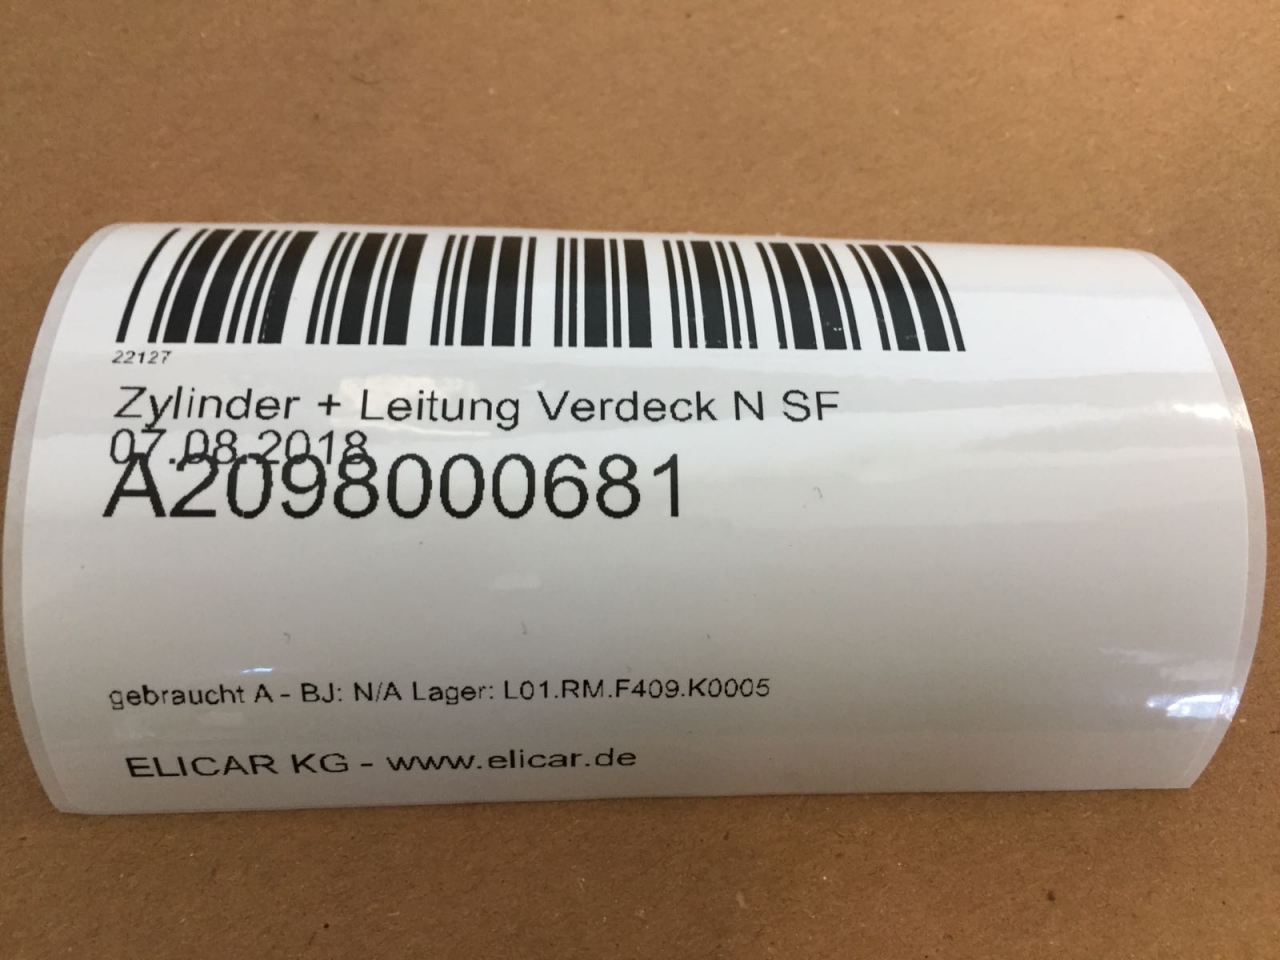 22127
Zylinder + Leitung Verdeck N SF
07.08.2018
A2098000681
gebraucht A - BJ: N/A Lager: L01.RM.F409.K0005
ELICAR KG - www.elicar.de